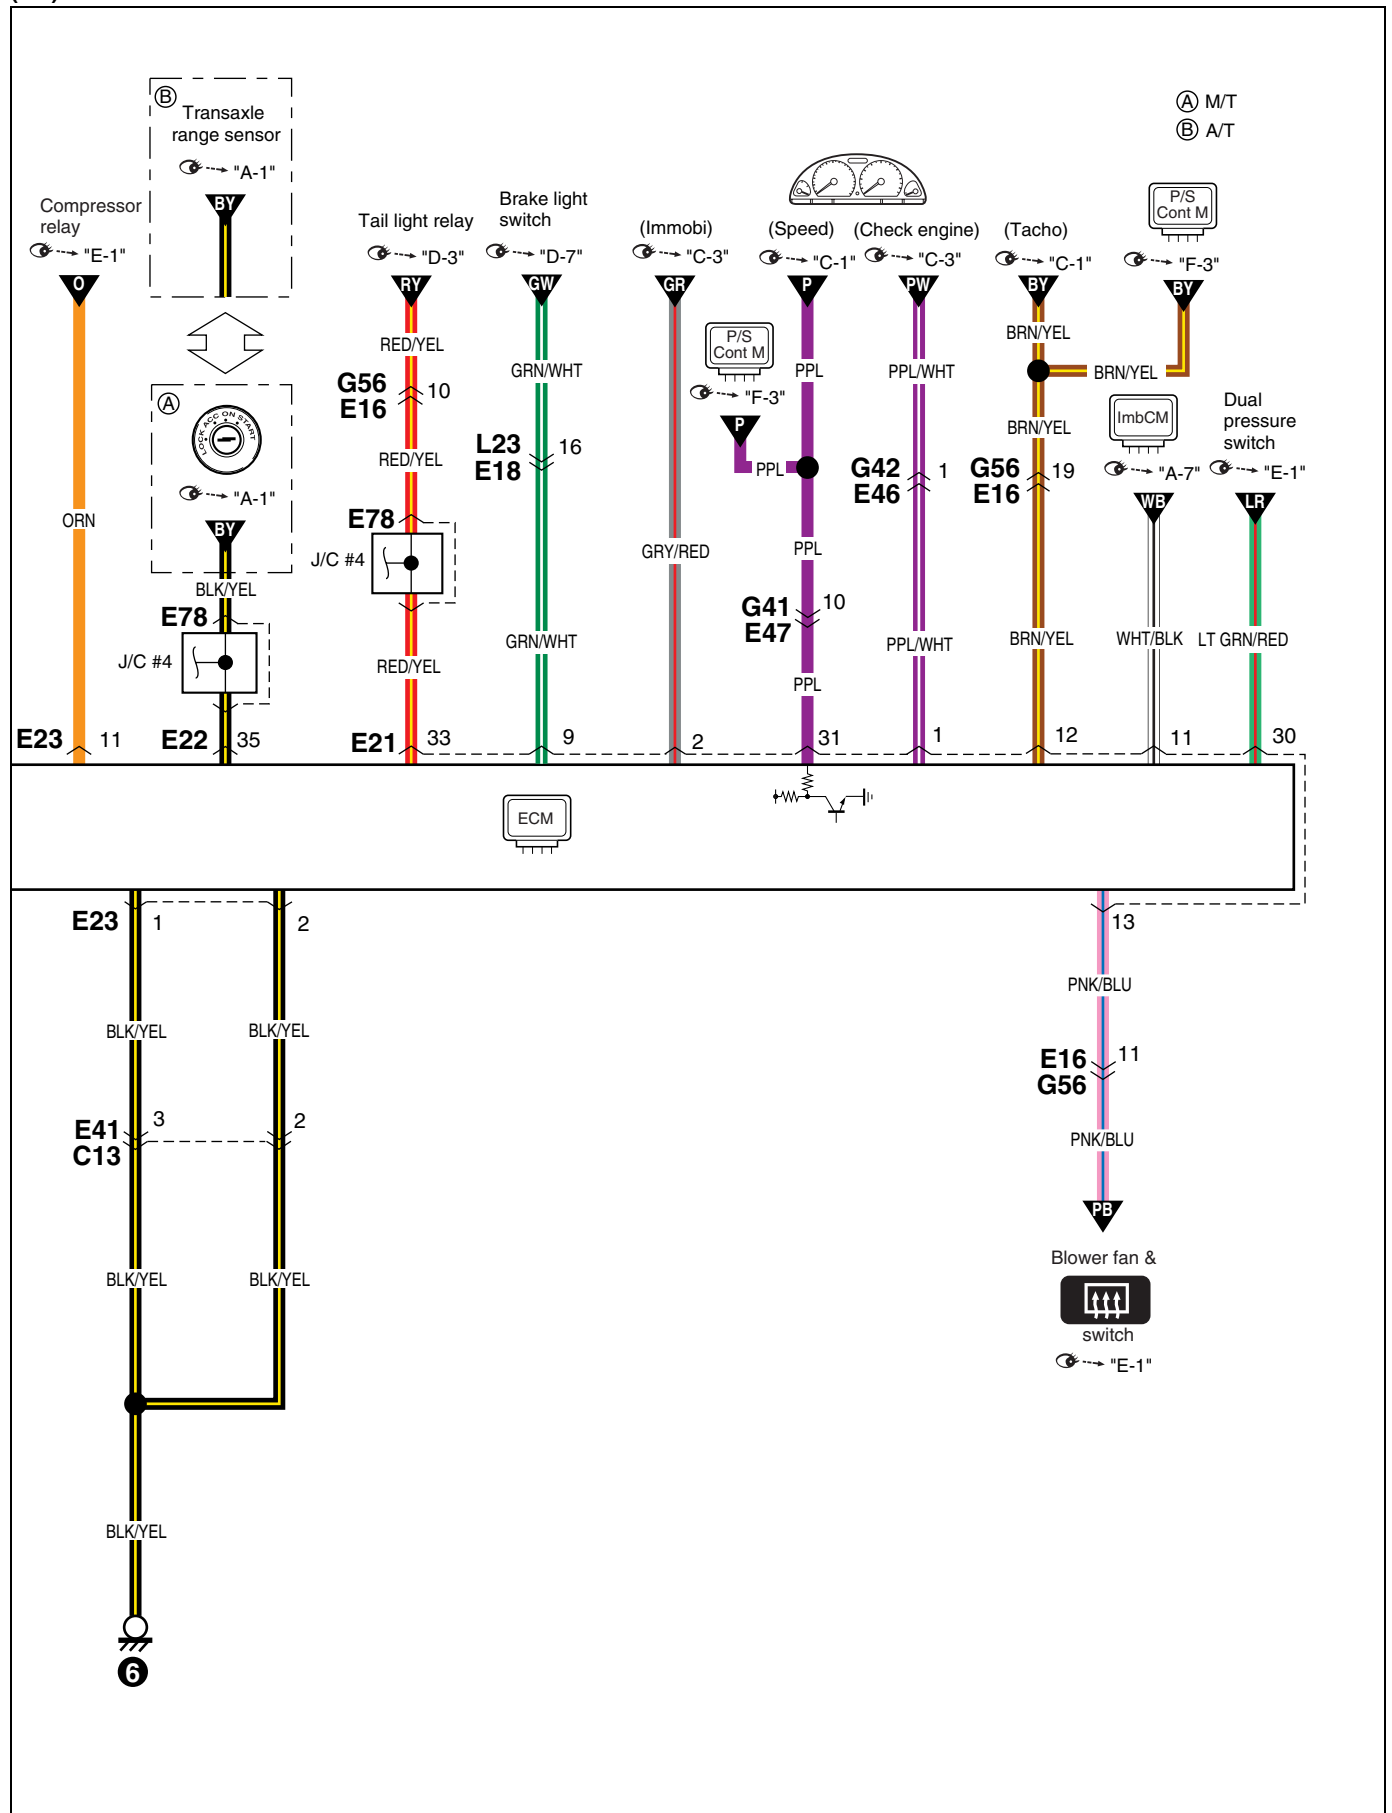 B
Transaxle
range sensor
"A-1"
BY
A M/T
B A/T
P/S
Cont M
Compressor
relay
"E-1"
O
Tail light relay
"D-3"
RY
Brake light
switch
"D-7"
GW
(Immobi)
"C-3"
GR
(Speed)
"C-1"
P
(Check engine)
"C-3"
PW
(Tacho)
"C-1"
BY
"F-3"
BY
RED/YEL
G56
E16
10
RED/YEL
GRN/WHT
L23
E18
16
P/S
Cont M
"F-3"
P
PPL
PPL
PPL/WHT
BRN/YEL
BRN/YEL
BRN/YEL
ImbCM
"A-7"
WB
Dual
pressure
switch
"E-1"
LR
A
LOCK ACC ON START
"A-1"
BY
BLK/YEL
E78
J/C #4
ORN
E78
J/C #4
GRY/RED
PPL
G42
E46
1
G56
E16
19
G41
E47
10
GRN/WHT
PPL/WHT
BRN/YEL
WHT/BLK
LT GRN/RED
RED/YEL
PPL
E23 11
E22 35
E21 33
9
2
31
1
12
11
30
ECM
E23 1
2
13
PNK/BLU
BLK/YEL
BLK/YEL
E16
G56
11
E41
C13
3
2
PNK/BLU
PB
BLK/YEL
BLK/YEL
Blower fan &
switch
"E-1"
BLK/YEL
6